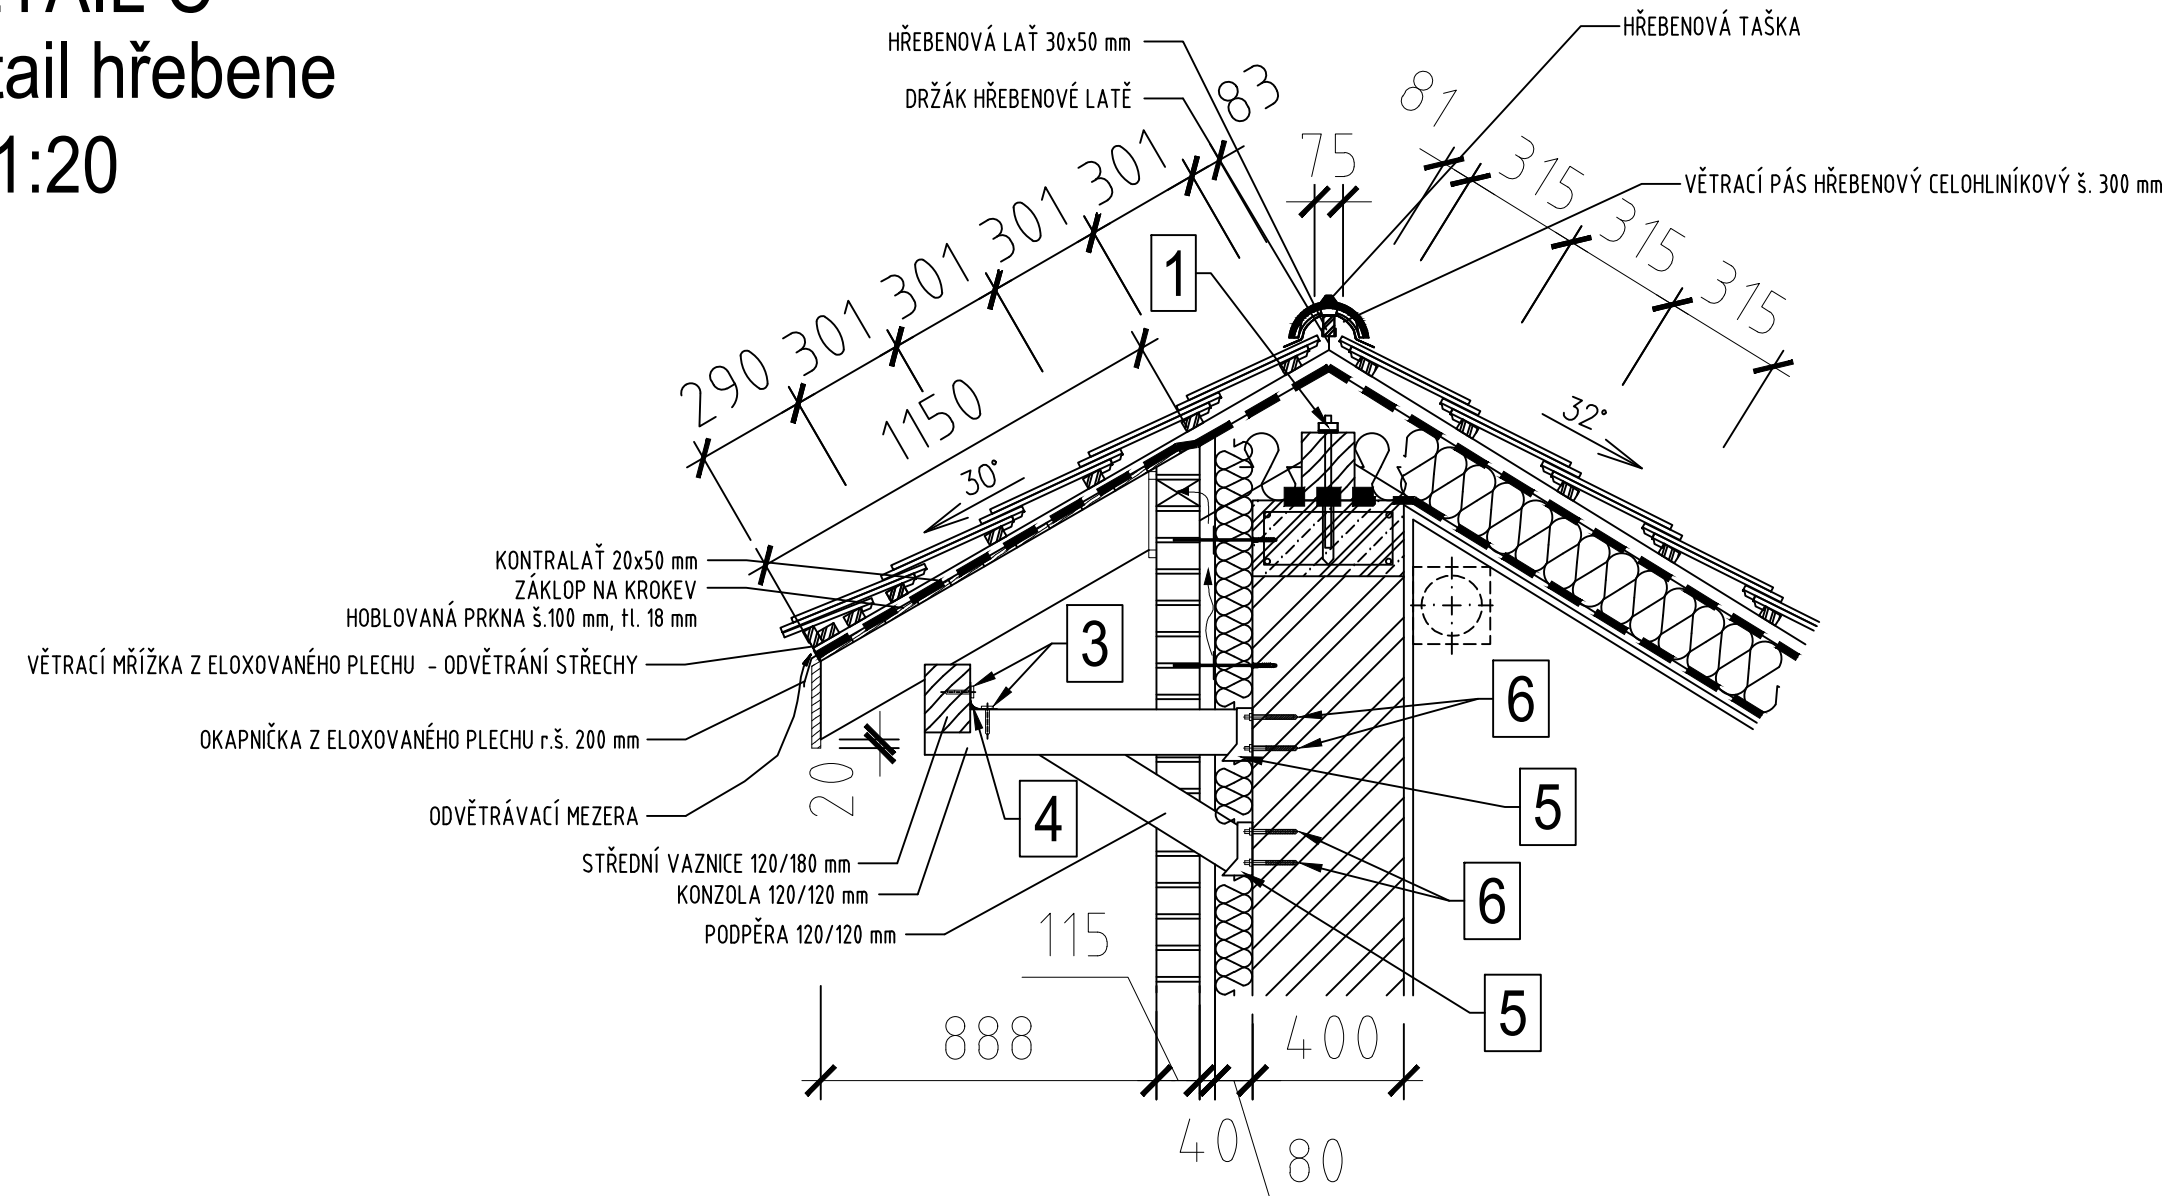 tail hřebene
1:20
HŘEBENOVÁ LAŤ 30x50 mm
DRŽÁK HŘEBENOVÉ LATĚ
HŘEBENOVÁ TAŠKA
VĚTRACÍ PÁS HŘEBENOVÝ CELOHLINÍKOVÝ š. 300 mm
83
75
81
315
315
315
301
301
301
301
290
1150
30°
32°
1
KONTRALAŤ 20x50 mm
ZÁKLOP NA KROKEV
HOBLOVANÁ PRKNA š.100 mm, tl. 18 mm
VĚTRACÍ MŘÍŽKA Z ELOXOVANÉHO PLECHU - ODVĚTRÁNÍ STŘECHY
OKAPNIČKA Z ELOXOVANÉHO PLECHU r.š. 200 mm
ODVĚTRÁVACÍ MEZERA
STŘEDNÍ VAZNICE 120/180 mm
KONZOLA 120/120 mm
PODPĚRA 120/120 mm
3
4
6
5
6
5
20
115
888
400
40
80